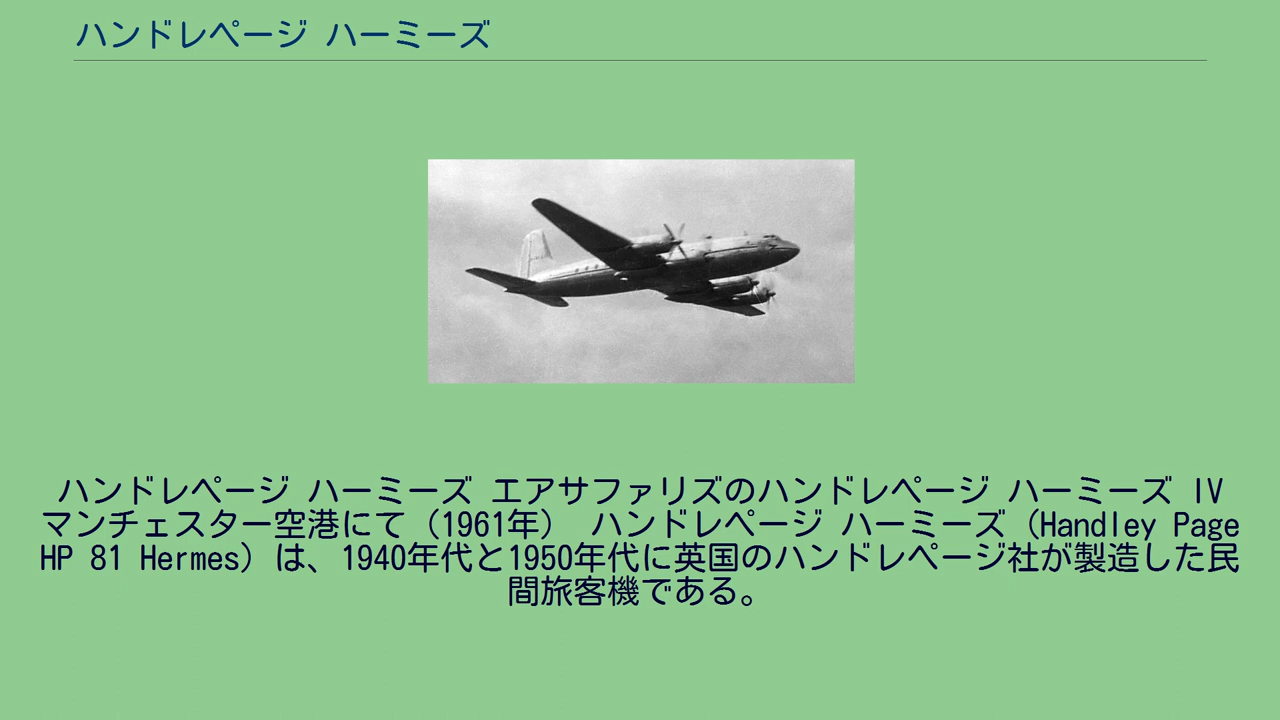 ハンドレページ ハーミーズ
ハンドレページ ハーミーズ エアサファリズのハンドレページ ハーミーズ IV
マンチェスター空港にて（1961年） ハンドレページ ハーミーズ（Handley Page
HP 81 Hermes）は、1940年代と1950年代に英国のハンドレページ社が製造した民
間旅客機である。